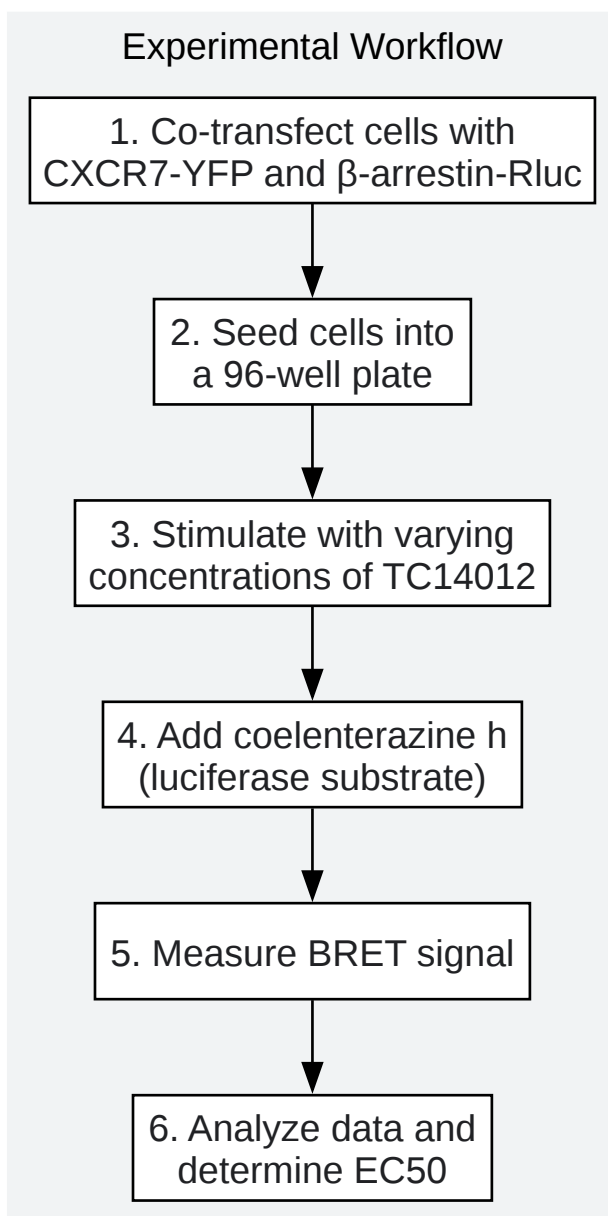 Experimental Workflow
1. Co-transfect cells with
CXCR7-YFP and β-arrestin-Rluc
2. Seed cells into
a 96-well plate
3. Stimulate with varying
concentrations of TC14012
4. Add coelenterazine h
(luciferase substrate)
5. Measure BRET signal
6. Analyze data and
determine EC50